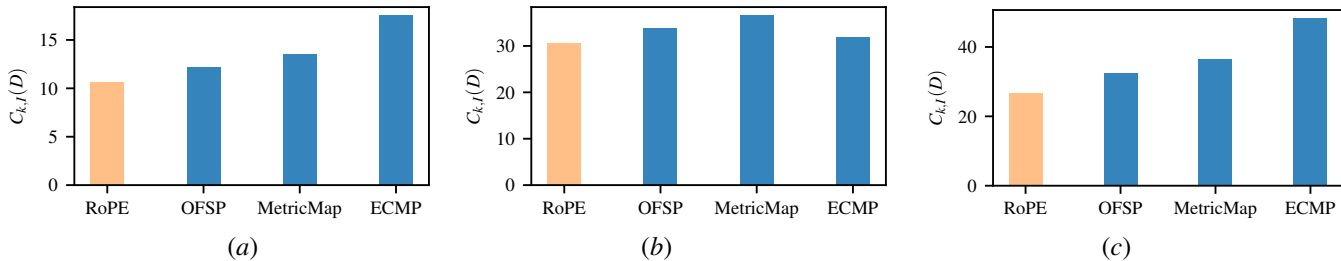 C_{k,I}(D)
15
10
5
0
RoPE OFSP MetricMap ECMP
(a)
C_{k,I}(D)
30
20
10
0
RoPE OFSP MetricMap ECMP
(b)
C_{k,I}(D)
40
20
0
RoPE OFSP MetricMap ECMP
(c)